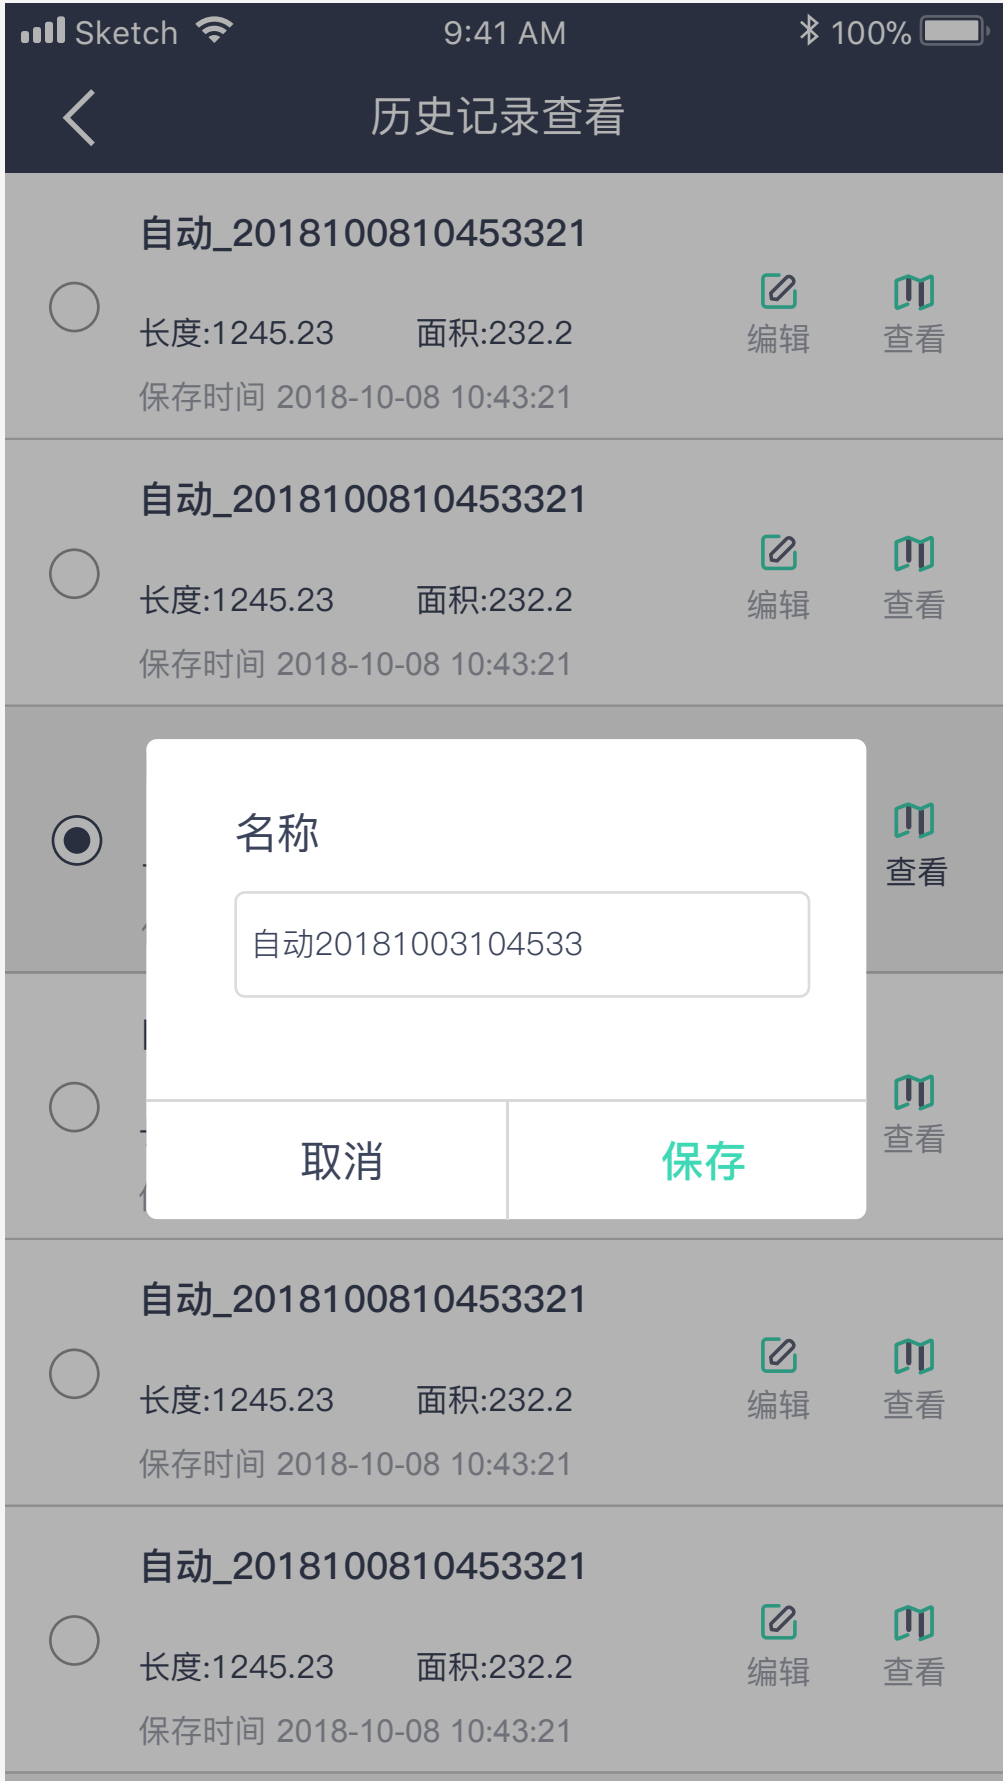 Sketch 9:41 AM 100%
历史记录查看
自动_2018100810453321
长度:1245.23 面积:232.2
编辑 查看
保存时间 2018-10-08 10:43:21
自动_2018100810453321
长度:1245.23 面积:232.2
编辑 查看
保存时间 2018-10-08 10:43:21
名称
查看
自动20181003104533
取消 保存
查看
自动_2018100810453321
长度:1245.23 面积:232.2
编辑 查看
保存时间 2018-10-08 10:43:21
自动_2018100810453321
长度:1245.23 面积:232.2
编辑 查看
保存时间 2018-10-08 10:43:21